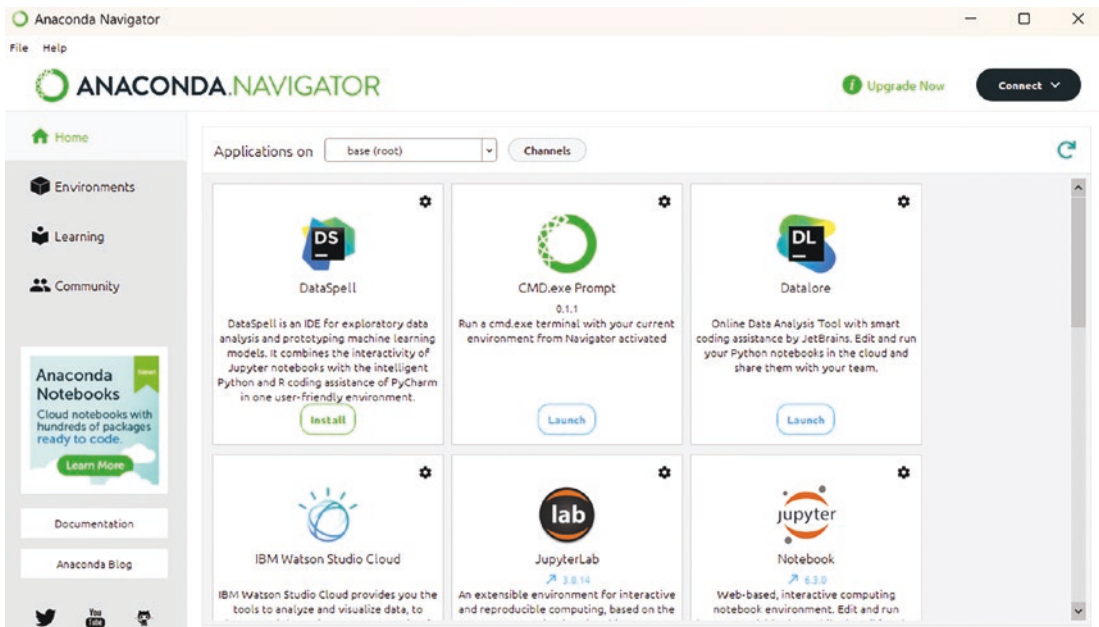 Anaconda Navigator
File Help
ANACONDA.NAVIGATOR
Upgrade Now
Connect
Home
Environments
Learning
Community
Anaconda
Notebooks
New!
Cloud notebooks with
hundreds of packages
ready to code.
Learn More
Documentation
Anaconda Blog
You
Tube
Applications on base (root) Channels
DS
DataSpell
DataSpell is an IDE for exploratory data
analysis and prototyping machine learning
models. It combines the interactivity of
Jupyter notebooks with the intelligent
Python and R coding assistance of PyCharm
in one user-friendly environment.
Install
CMD.exe Prompt
0.1.1
Run a cmd.exe terminal with your current
environment from Navigator activated
Launch
DL
Datalore
Online Data Analysis Tool with smart
coding assistance by JetBrains. Edit and run
your Python notebooks in the cloud and
share them with your team.
Launch
IBM Watson Studio Cloud
IBM Watson Studio Cloud provides you the
tools to analyze and visualize data, to
lab
JupyterLab
3.0.14
An extensible environment for interactive
and reproducible computing, based on the
jupyter
Notebook
6.3.0
Web-based, interactive computing
notebook environment. Edit and run